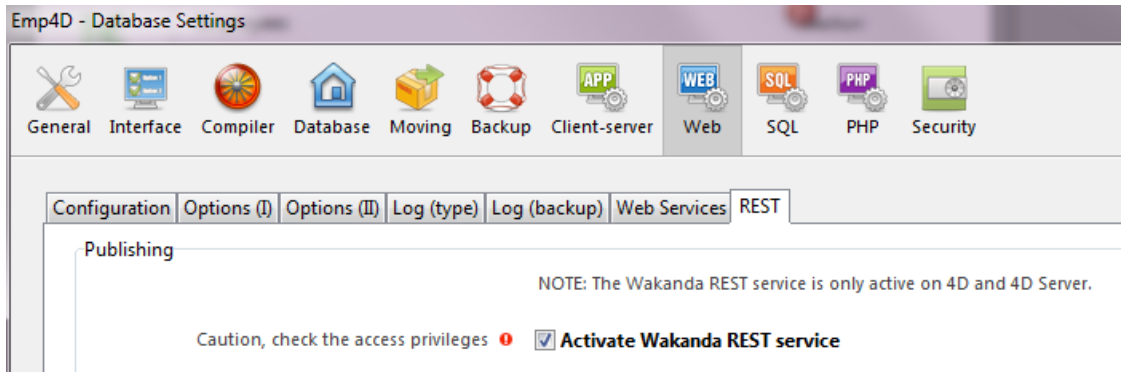 Emp4D - Database Settings
APP WEB SQL PHP
General Interface Compiler Database Moving Backup Client-server Web SQL PHP Security
Configuration Options (I) Options (II) Log (type) Log (backup) Web Services REST
Publishing
NOTE: The Wakanda REST service is only active on 4D and 4D Server.
Caution, check the access privileges Activate Wakanda REST service